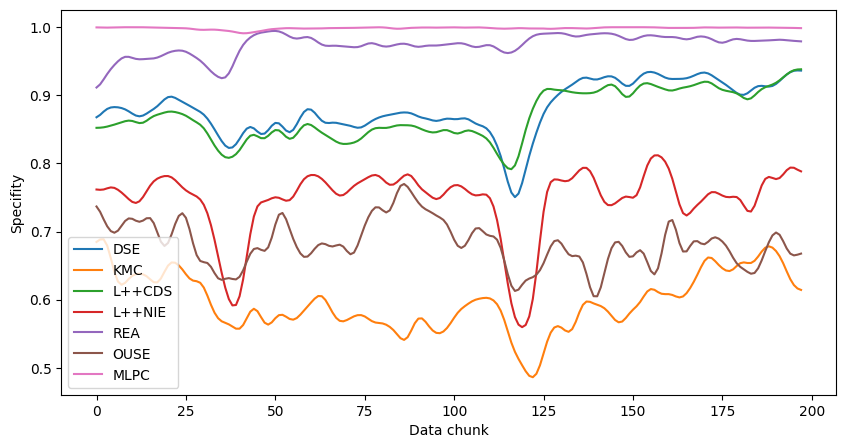 1.0
0.9
0.8
0.7
0.6
0.5
Specifity
DSE
KMC
L++CDS
L++NIE
REA
OUSE
MLPC
0 25 50 75 100 125 150 175 200
Data chunk